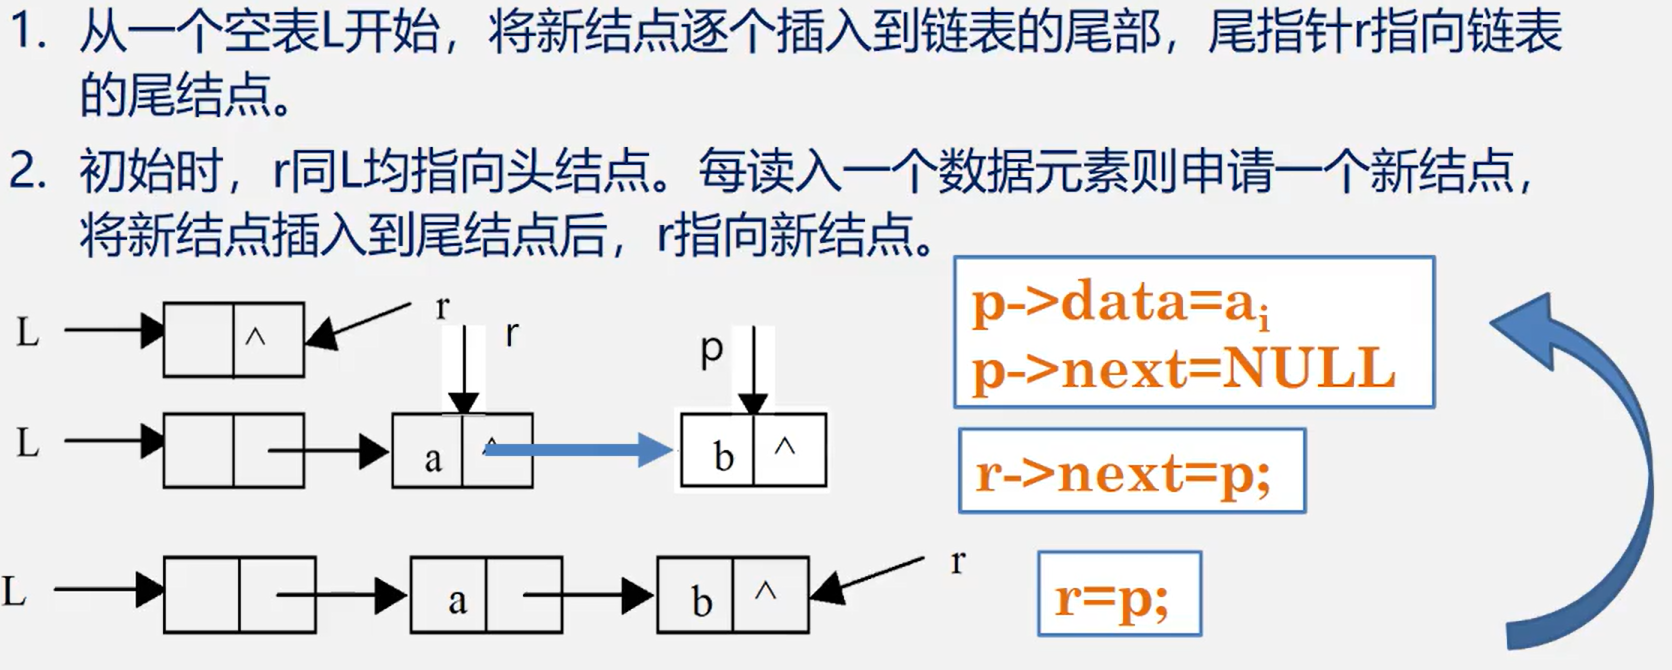 1. 从一个空表L开始，将新结点逐个插入到链表的尾部，尾指针r指向链表
的尾结点。
2. 初始时，r同L均指向头结点。每读入一个数据元素则申请一个新结点，
将新结点插入到尾结点后，r指向新结点。
L ^ r
r p
L a ^ b ^
L a b ^ r
p->data=aᵢ
p->next=NULL
r->next=p;
r=p;